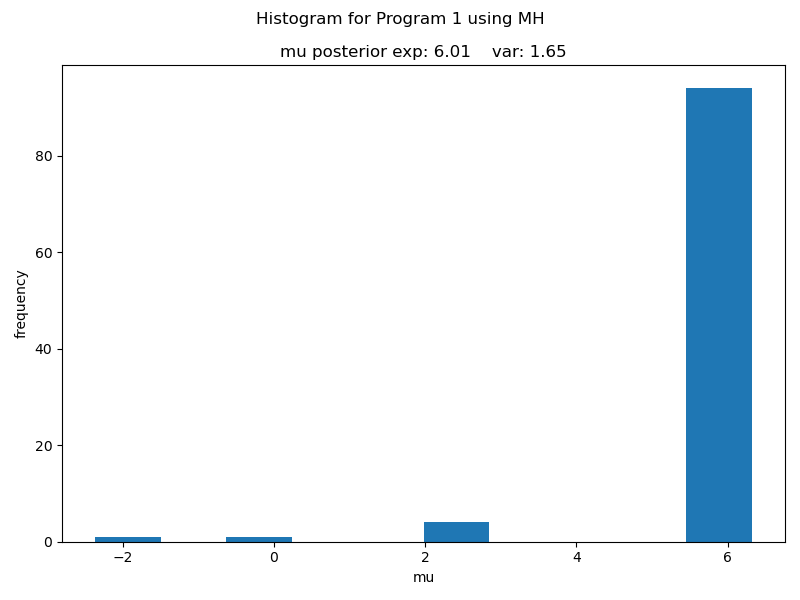 Histogram for Program 1 using MH
mu posterior exp: 6.01    var: 1.65
frequency
80
60
40
20
0
−2
0
2
4
6
mu